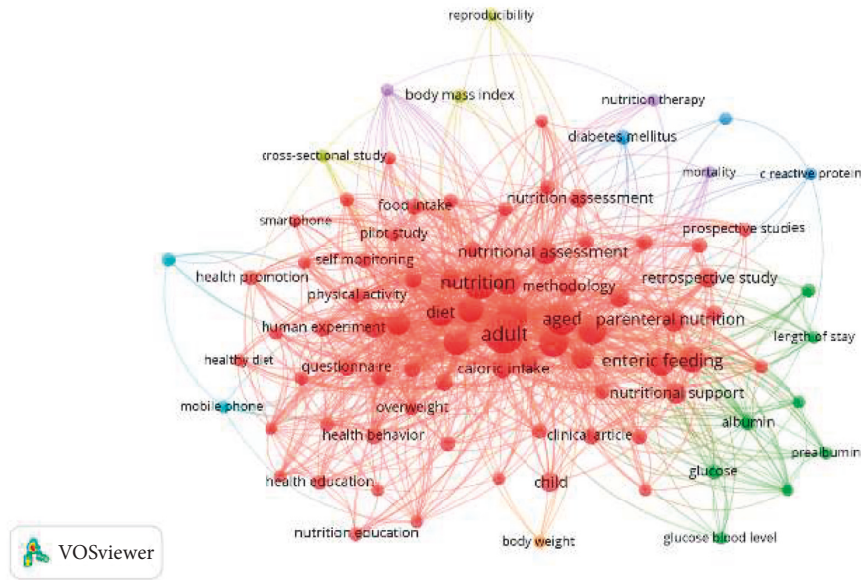 reproducibility
body mass index
nutrition therapy
diabetes mellitus
cross-sectional study
mortality
c reactive protein
nutrition assessment
food intake
smartphone
pilot study
prospective studies
nutritional assessment
self monitoring
health promotion
nutrition
methodology
retrospective study
physical activity
diet
aged
parenteral nutrition
human experiment
adult
length of stay
healthy diet
questionnaire
caloric intake
enteric feeding
nutritional support
mobile phone
overweight
albumin
health behavior
clinical article
prealbumin
glucose
health education
child
nutrition education
body weight
glucose blood level
VOSviewer